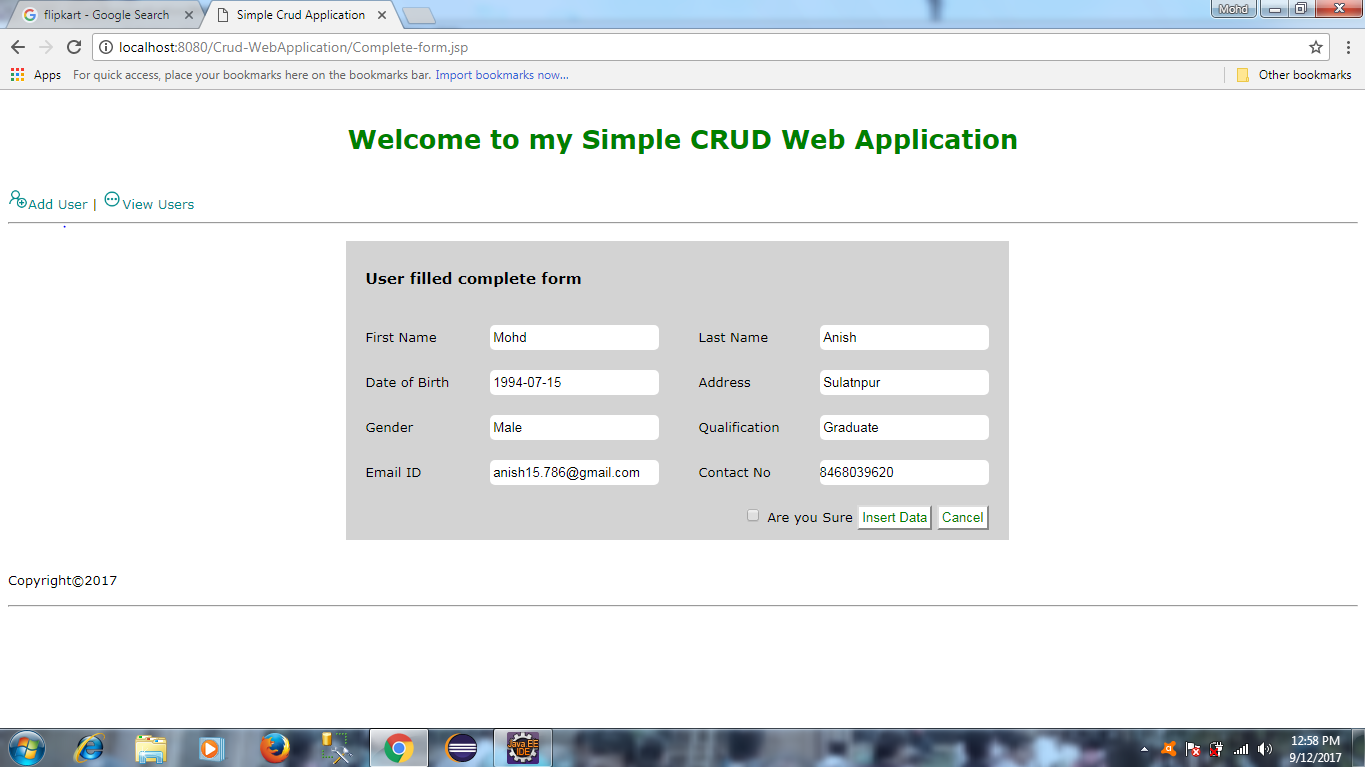 flipkart - Google Search
Simple Crud Application
Mohd
localhost:8080/Crud-WebApplication/Complete-form.jsp
Apps For quick access, place your bookmarks here on the bookmarks bar. Import bookmarks now... Other bookmarks
Welcome to my Simple CRUD Web Application
Add User | View Users
User filled complete form
First Name Mohd Last Name Anish
Date of Birth 1994-07-15 Address Sulatnpur
Gender Male Qualification Graduate
Email ID anish15.786@gmail.com Contact No 8468039620
Are you Sure Insert Data Cancel
Copyright©2017
Java EE
IDE
12:58 PM
9/12/2017